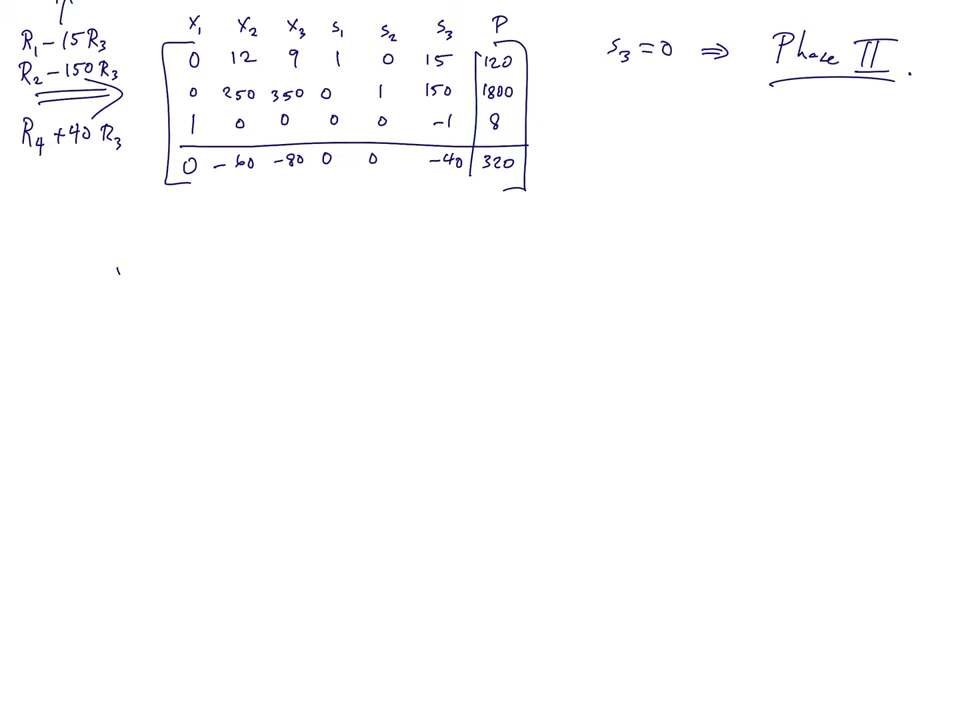 x₁ x₂ x₃ s₁ s₂ s₃ P
R₁ - 15R₃ 0 12 9 1 0 15 120 s₃ = 0 ⇒ Phase II.
R₂ - 150R₃ 0 250 350 0 1 150 1800
R₄ + 40R₃ 1 0 0 0 0 -1 8
0 -60 -80 0 0 -40 320